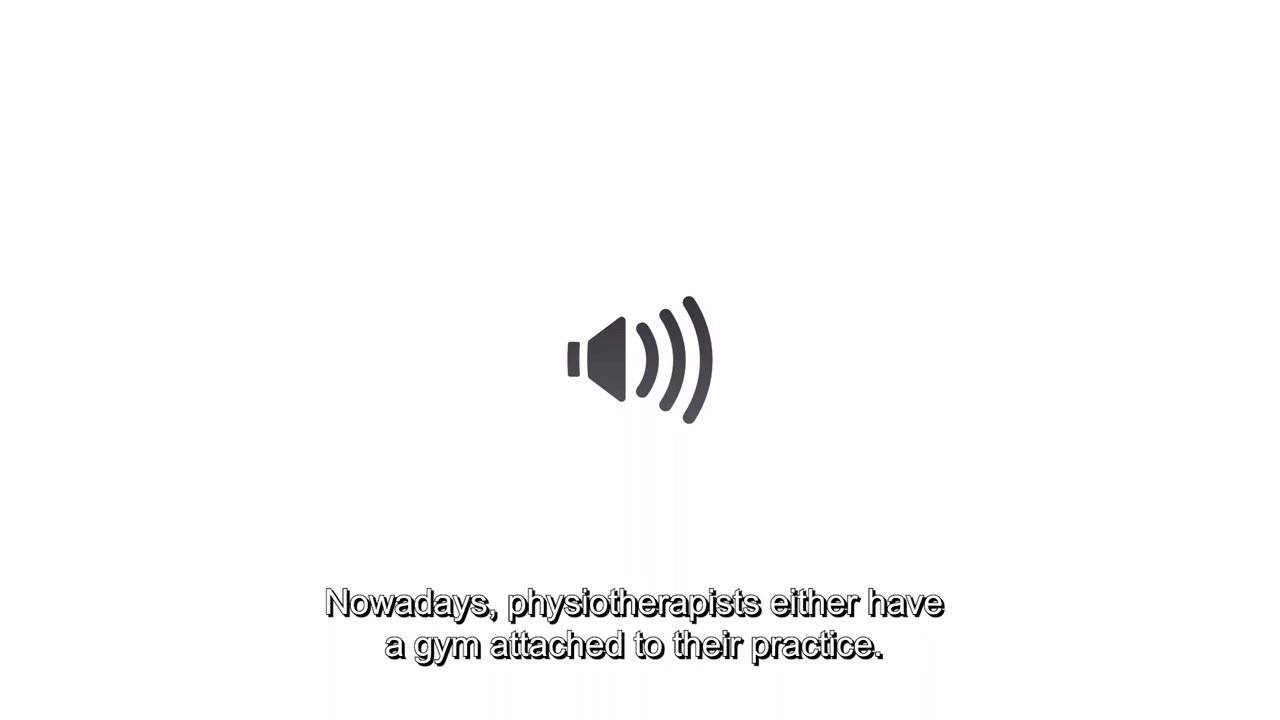 Nowadays, physiotherapists either have
a gym attached to their practice.